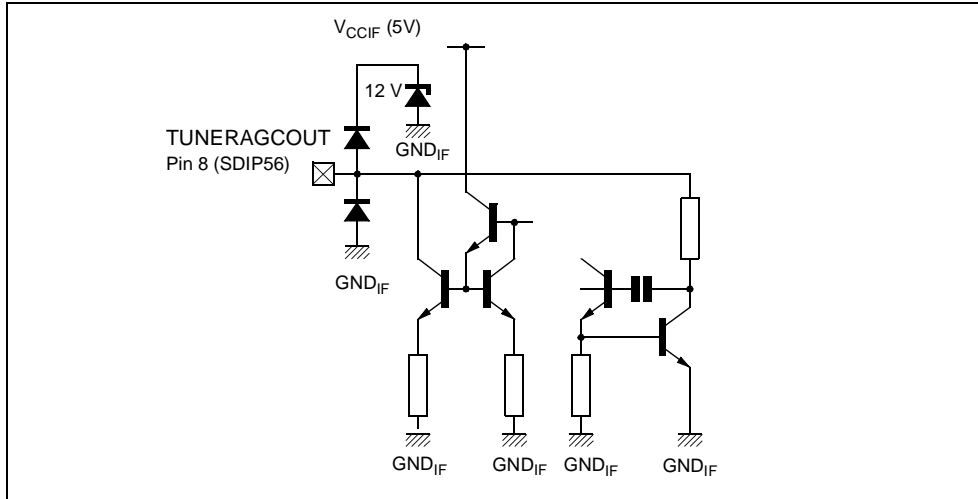 V_CCIF (5V)
12 V
GND_IF
TUNERAGCOUT
Pin 8 (SDIP56)
GND_IF
GND_IF
GND_IF
GND_IF
GND_IF